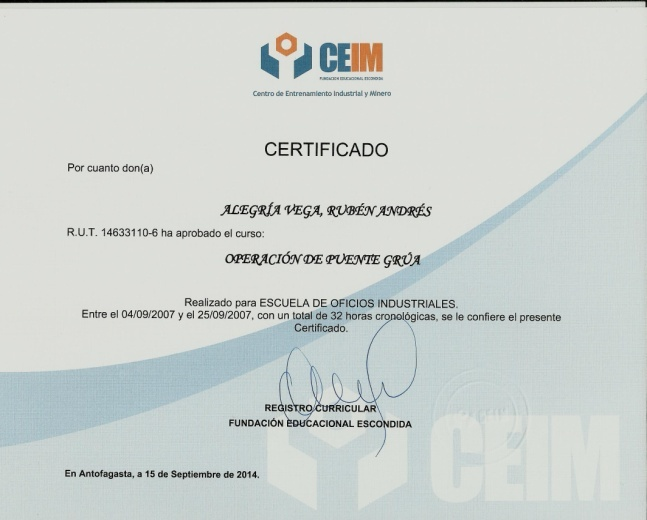 CEIM
FUNDACION EDUCACIONAL ESCONDIDA
Centro de Entrenamiento Industrial y Minero
CERTIFICADO
Por cuanto don(a)
ALEGRÍA VEGA, RUBÉN ANDRÉS
R.U.T. 14633110-6 ha aprobado el curso:
OPERACIÓN DE PUENTE GRÚA
Realizado para ESCUELA DE OFICIOS INDUSTRIALES.
Entre el 04/09/2007 y el 25/09/2007, con un total de 32 horas cronológicas, se le confiere el presente
Certificado.
REGISTRO CURRICULAR
FUNDACIÓN EDUCACIONAL ESCONDIDA
CEIM
En Antofagasta, a 15 de Septiembre de 2014.